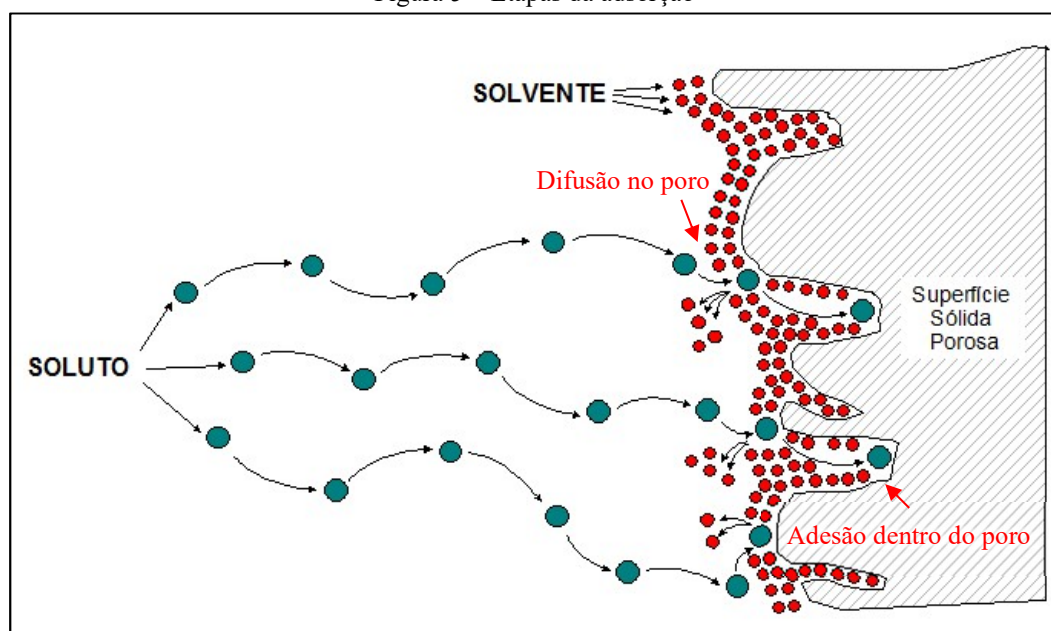 SOLVENTE
Difusão no poro
Superfície
Sólida
Porosa
SOLUTO
Adesão dentro do poro